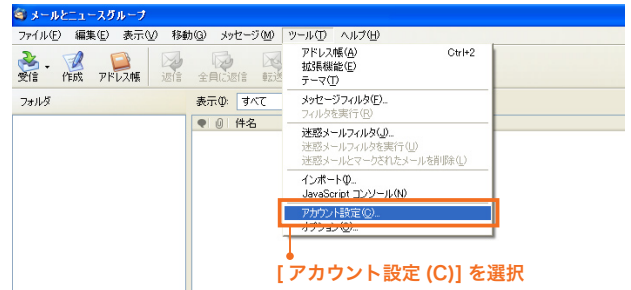 メールとニュースグループ
ファイル(F) 編集(E) 表示(V) 移動(G) メッセージ(M) ツール(T) ヘルプ(H)
受信 作成 アドレス帳 返信 全員に返信 転送
フォルダ 表示(I): すべて
件名
アドレス帳(A) Ctrl+2
拡張機能(E)
テーマ(T)
メッセージフィルタ(F)...
フィルタを実行(R)
迷惑メールフィルタ(J)...
迷惑メールフィルタを実行(U)
迷惑メールとマークされたメールを削除(L)
インポート(I)...
JavaScript コンソール(N)
アカウント設定(C)...
オプション(O)...
[ アカウント設定 (C)] を選択